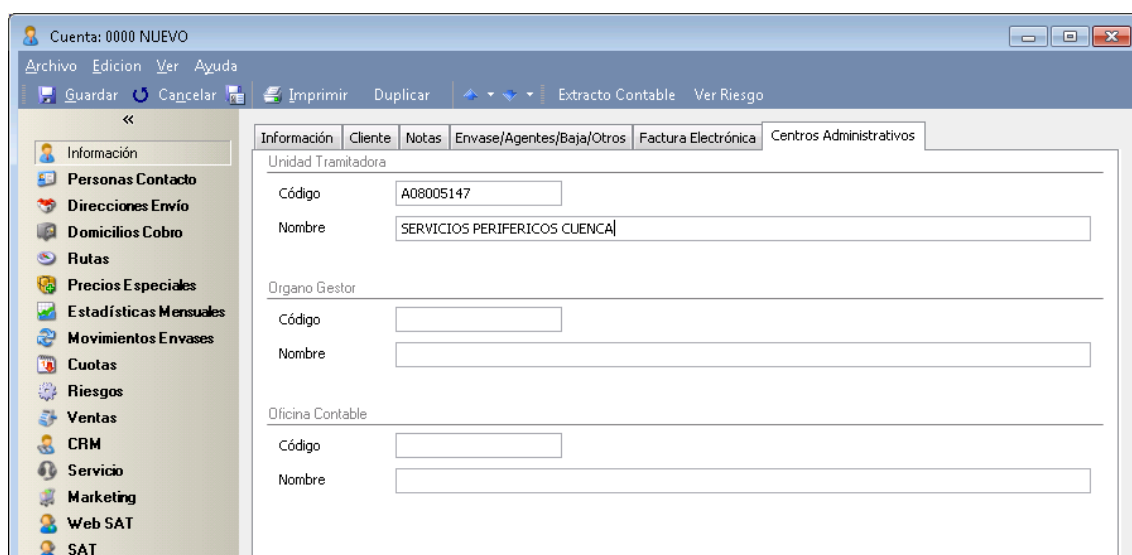 Cuenta: 0000 NUEVO
Archivo Edicion Ver Ayuda
Guardar Cancelar Imprimir Duplicar Extracto Contable Ver Riesgo
«
Información
Personas Contacto
Direcciones Envío
Domicilios Cobro
Rutas
Precios Especiales
Estadísticas Mensuales
Movimientos Envases
Cuotas
Riesgos
Ventas
CRM
Servicio
Marketing
Web SAT
SAT
Información Cliente Notas Envase/Agentes/Baja/Otros Factura Electrónica Centros Administrativos
Unidad Tramitadora
Código A08005147
Nombre SERVICIOS PERIFERICOS CUENCA
Organo Gestor
Código
Nombre
Oficina Contable
Código
Nombre